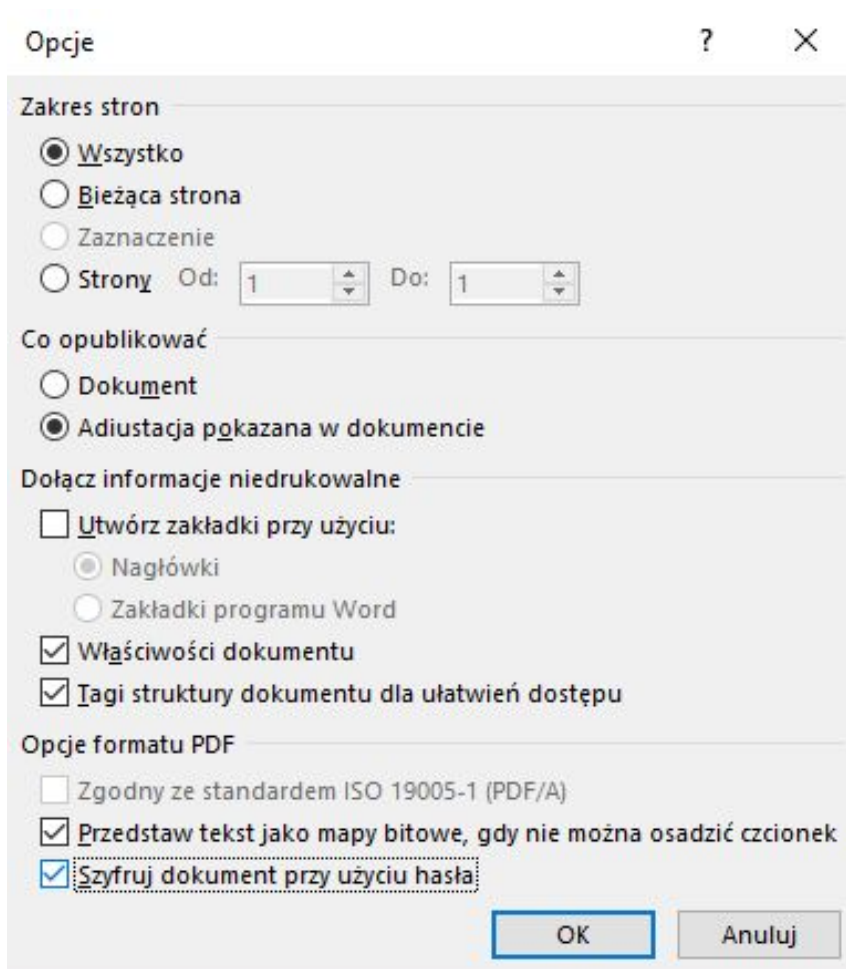 Opcje ?
Zakres stron
Wszystko
Bieżąca strona
Zaznaczenie
Strony Od: 1 Do: 1
Co opublikować
Dokument
Adiustacja pokazana w dokumencie
Dołącz informacje niedrukowalne
Utwórz zakładki przy użyciu:
Nagłówki
Zakładki programu Word
Właściwości dokumentu
Tagi struktury dokumentu dla ułatwień dostępu
Opcje formatu PDF
Zgodny ze standardem ISO 19005-1 (PDF/A)
Przedstaw tekst jako mapy bitowe, gdy nie można osadzić czcionek
Szyfruj dokument przy użyciu hasła
OK Anuluj